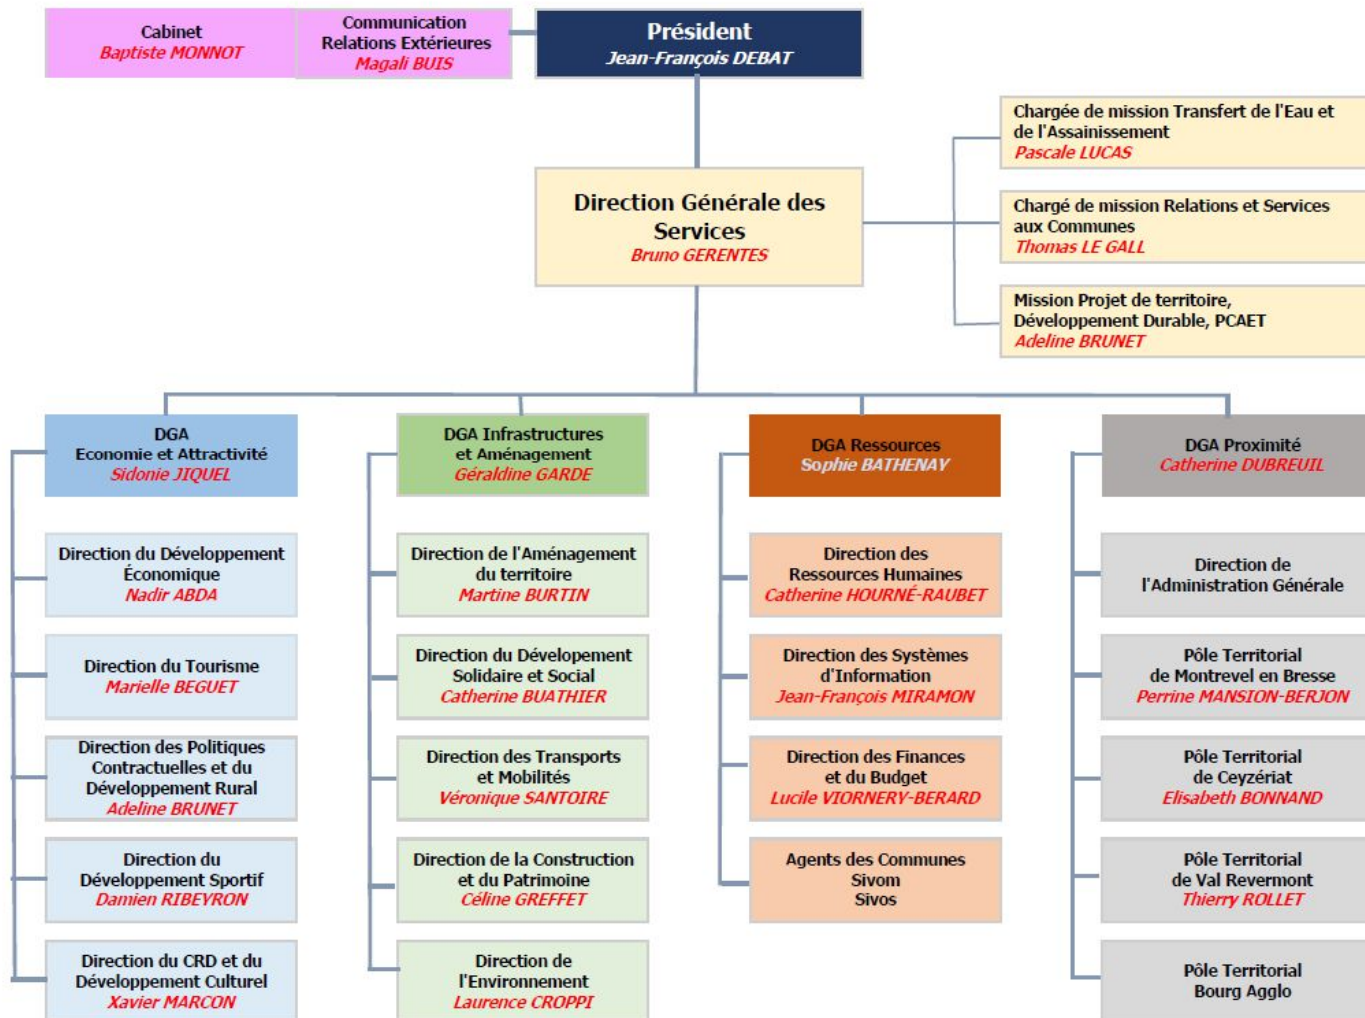 Cabinet
Baptiste MONNOT
Communication
Relations Extérieures
Magali BUIS
Président
Jean-François DEBAT
Direction Générale des
Services
Bruno GERENTES
Chargée de mission Transfert de l'Eau et
de l'Assainissement
Pascale LUCAS
Chargé de mission Relations et Services
aux Communes
Thomas LE GALL
Mission Projet de territoire,
Développement Durable, PCAET
Adeline BRUNET
DGA
Economie et Attractivité
Sidonie JIQUEL
Direction du Développement
Économique
Nadir ABDA
Direction du Tourisme
Marielle BEGUET
Direction des Politiques
Contractuelles et du
Développement Rural
Adeline BRUNET
Direction du
Développement Sportif
Damien RIBEYRON
Direction du CRD et du
Développement Culturel
Xavier MARCON
DGA Infrastructures
et Aménagement
Géraldine GARDE
Direction de l'Aménagement
du territoire
Martine BURTIN
Direction du Dévelopement
Solidaire et Social
Catherine BUATHIER
Direction des Transports
et Mobilités
Véronique SANTOIRE
Direction de la Construction
et du Patrimoine
Céline GREFFET
Direction de
l'Environnement
Laurence CROPPI
DGA Ressources
Sophie BATHENAY
Direction des
Ressources Humaines
Catherine HOURNÉ-RAUBET
Direction des Systèmes
d'Information
Jean-François MIRAMON
Direction des Finances
et du Budget
Lucile VIORNERY-BERARD
Agents des Communes
Sivom
Sivos
DGA Proximité
Catherine DUBREUIL
Direction de
l'Administration Générale
Pôle Territorial
de Montrevel en Bresse
Perrine MANSION-BERJON
Pôle Territorial
de Ceyzériat
Elisabeth BONNAND
Pôle Territorial
de Val Revermont
Thierry ROLLET
Pôle Territorial
Bourg Agglo